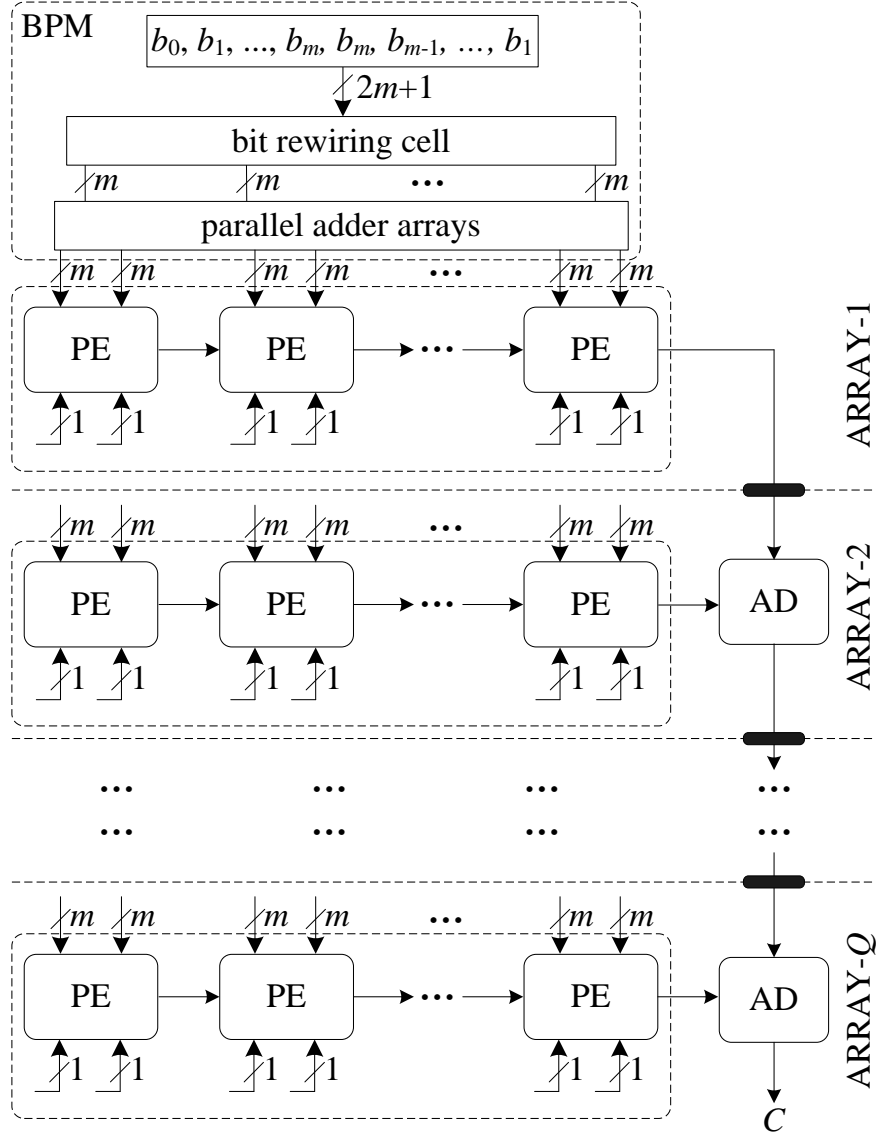 BPM
b0, b1, ..., bm, bm, bm-1, ..., b1
2m+1
bit rewiring cell
m m ... m
parallel adder arrays
m m m m ... m m
PE PE ... PE
1 1 1 1 1 1
ARRAY-1
m m m m ... m m
PE PE ... PE AD
1 1 1 1 1 1
ARRAY-2
... ... ... ...
... ... ... ...
m m m m ... m m
PE PE ... PE AD
1 1 1 1 1 1
ARRAY-Q
C